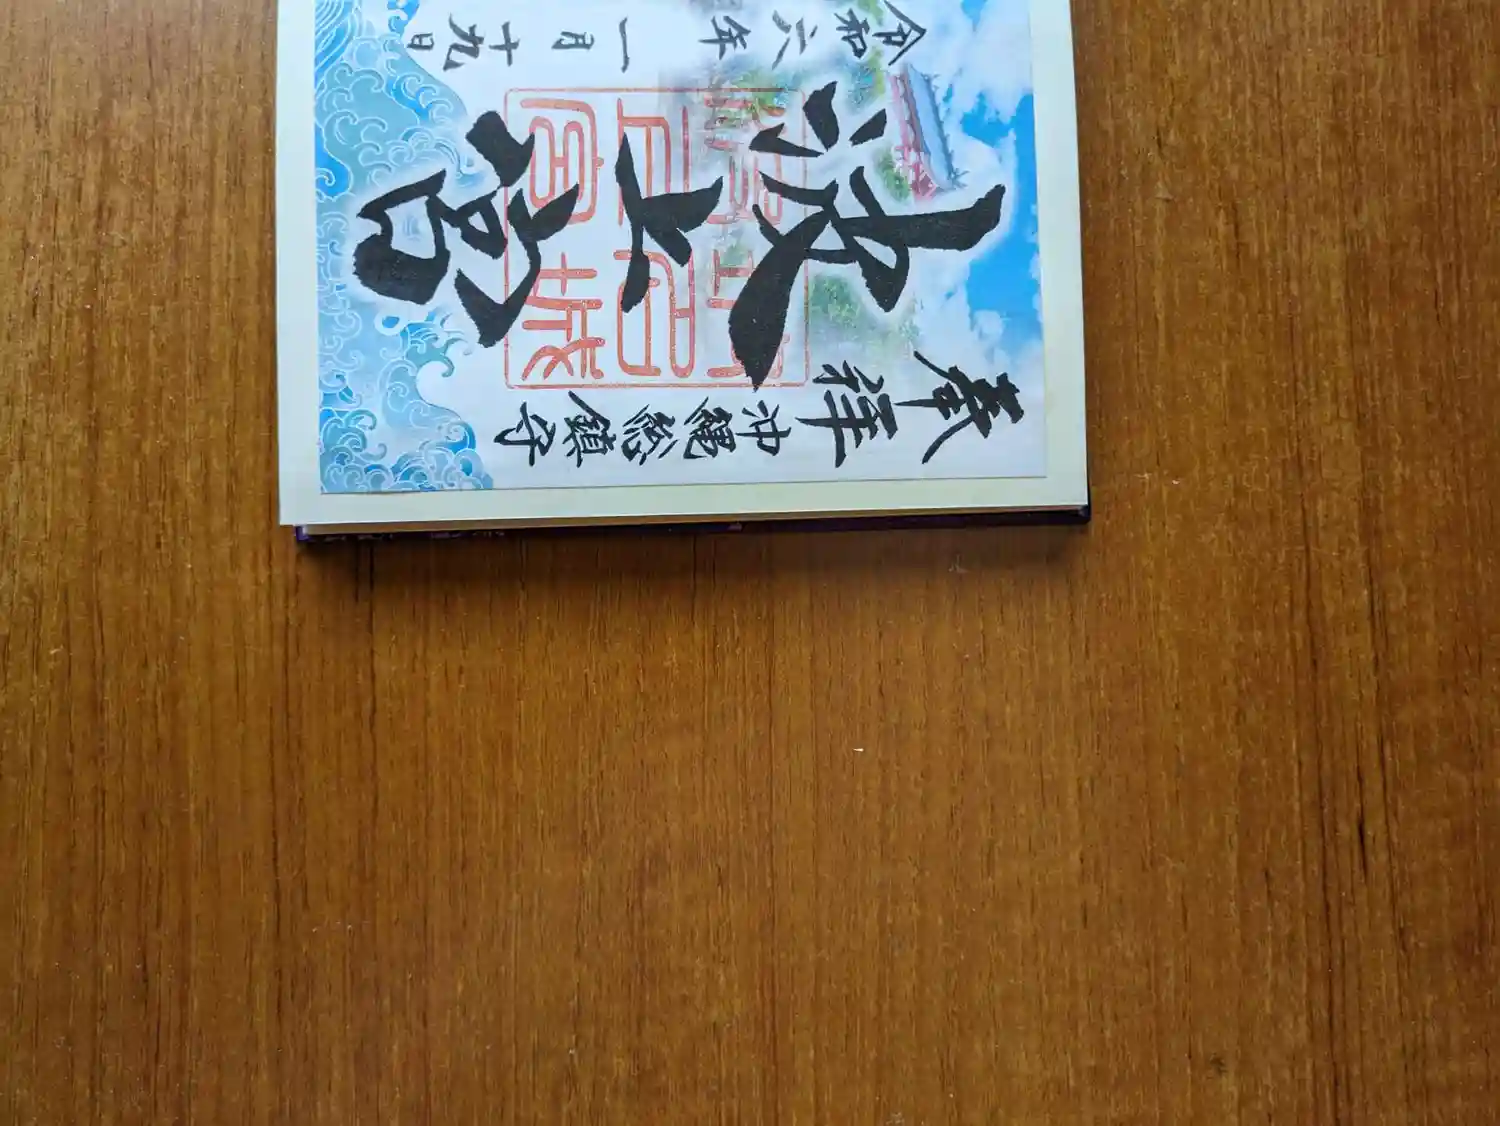 奉拝
沖縄総鎮守
波上宮
令和六年一月十九日